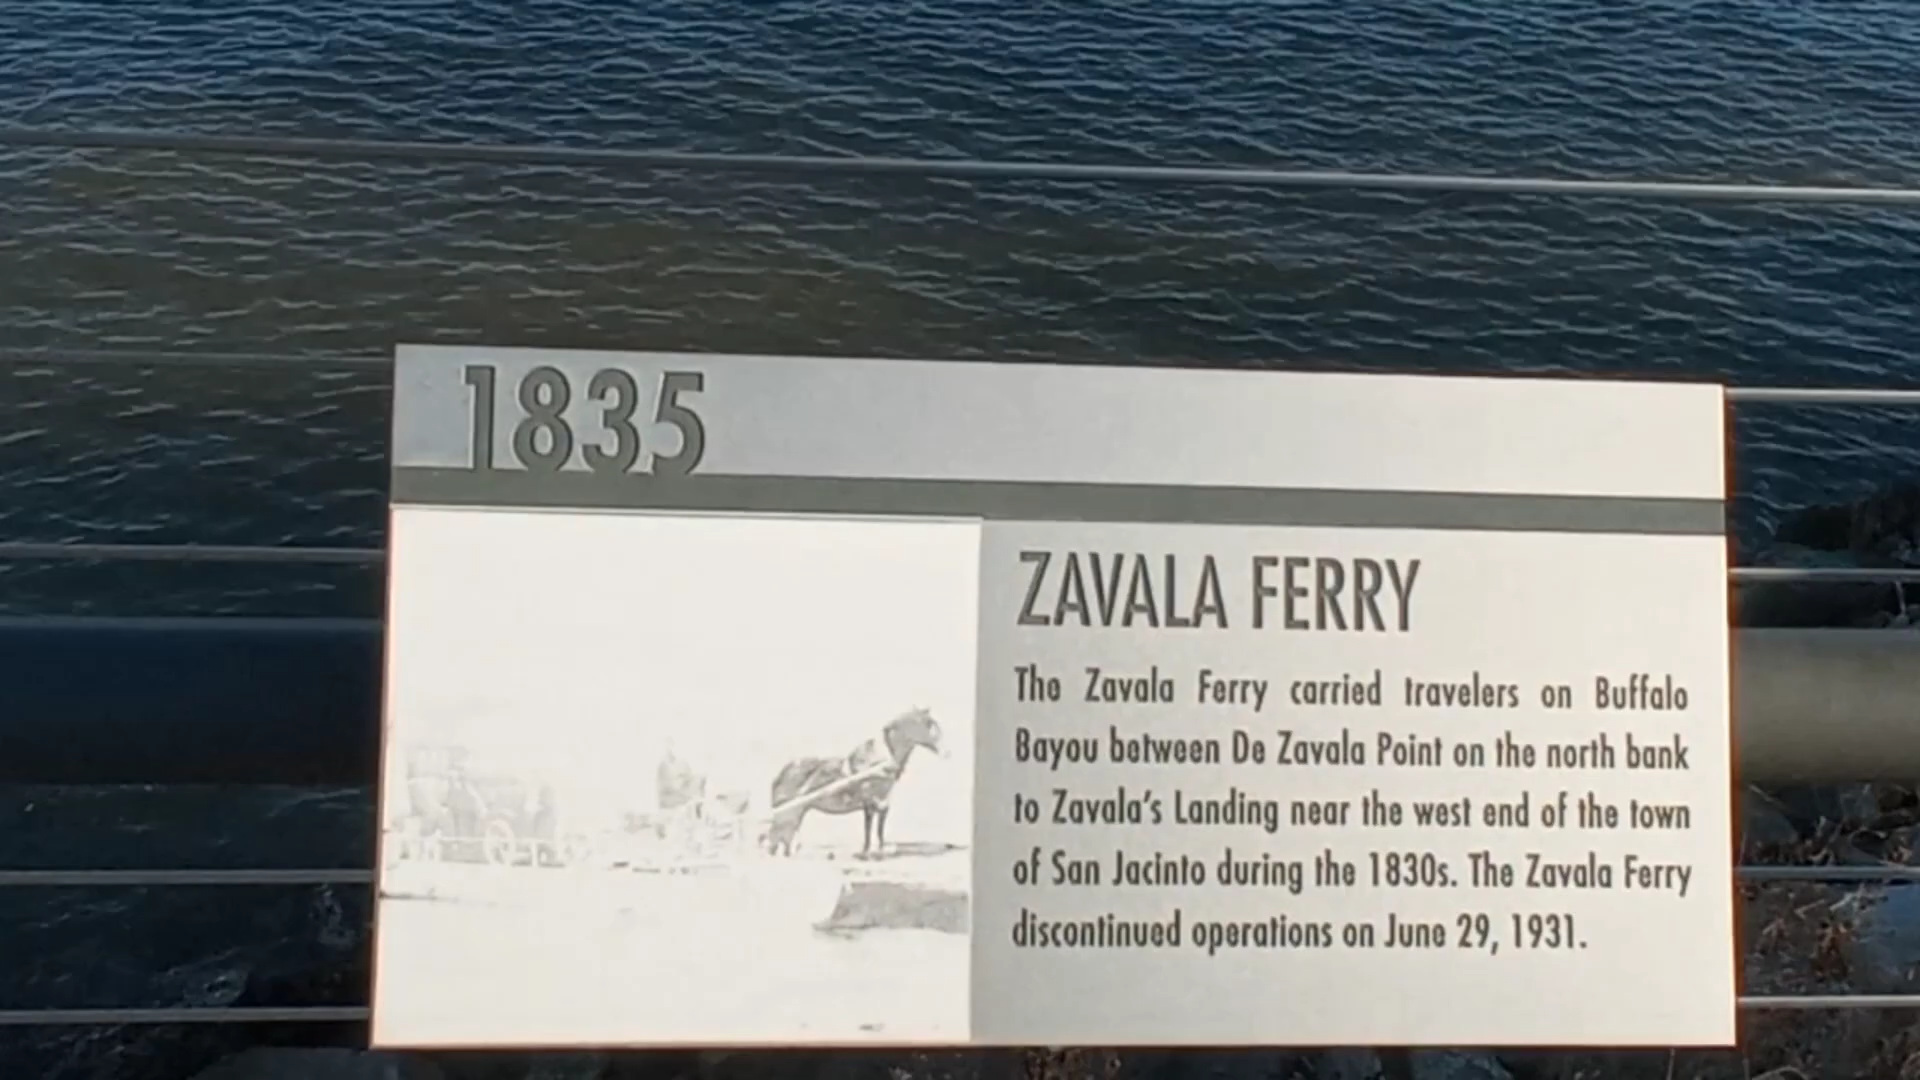 1835
ZAVALA FERRY
The Zavala Ferry carried travelers on Buffalo
Bayou between De Zavala Point on the north bank
to Zavala's Landing near the west end of the town
of San Jacinto during the 1830s. The Zavala Ferry
discontinued operations on June 29, 1931.